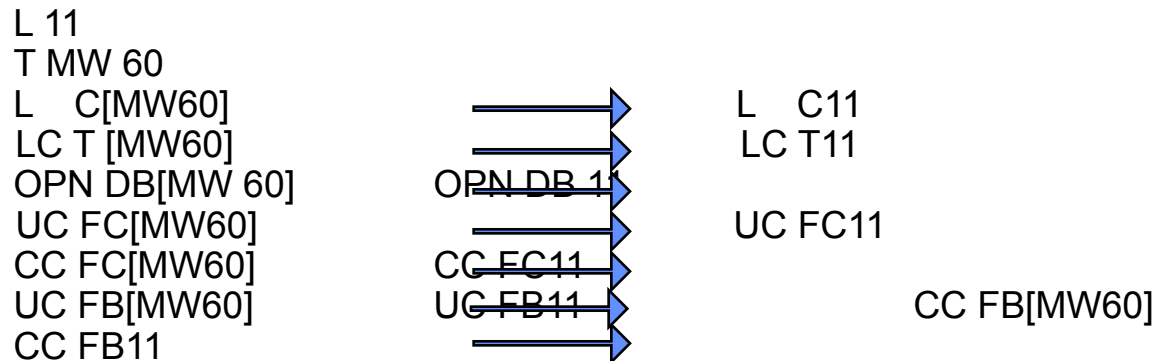 L 11
T MW 60
L C[MW60] L C11
LC T [MW60] LC T11
OPN DB[MW 60] OPN DB 11
UC FC[MW60] UC FC11
CC FC[MW60] CC FC11
UC FB[MW60] UC FB11 CC FB[MW60]
CC FB11